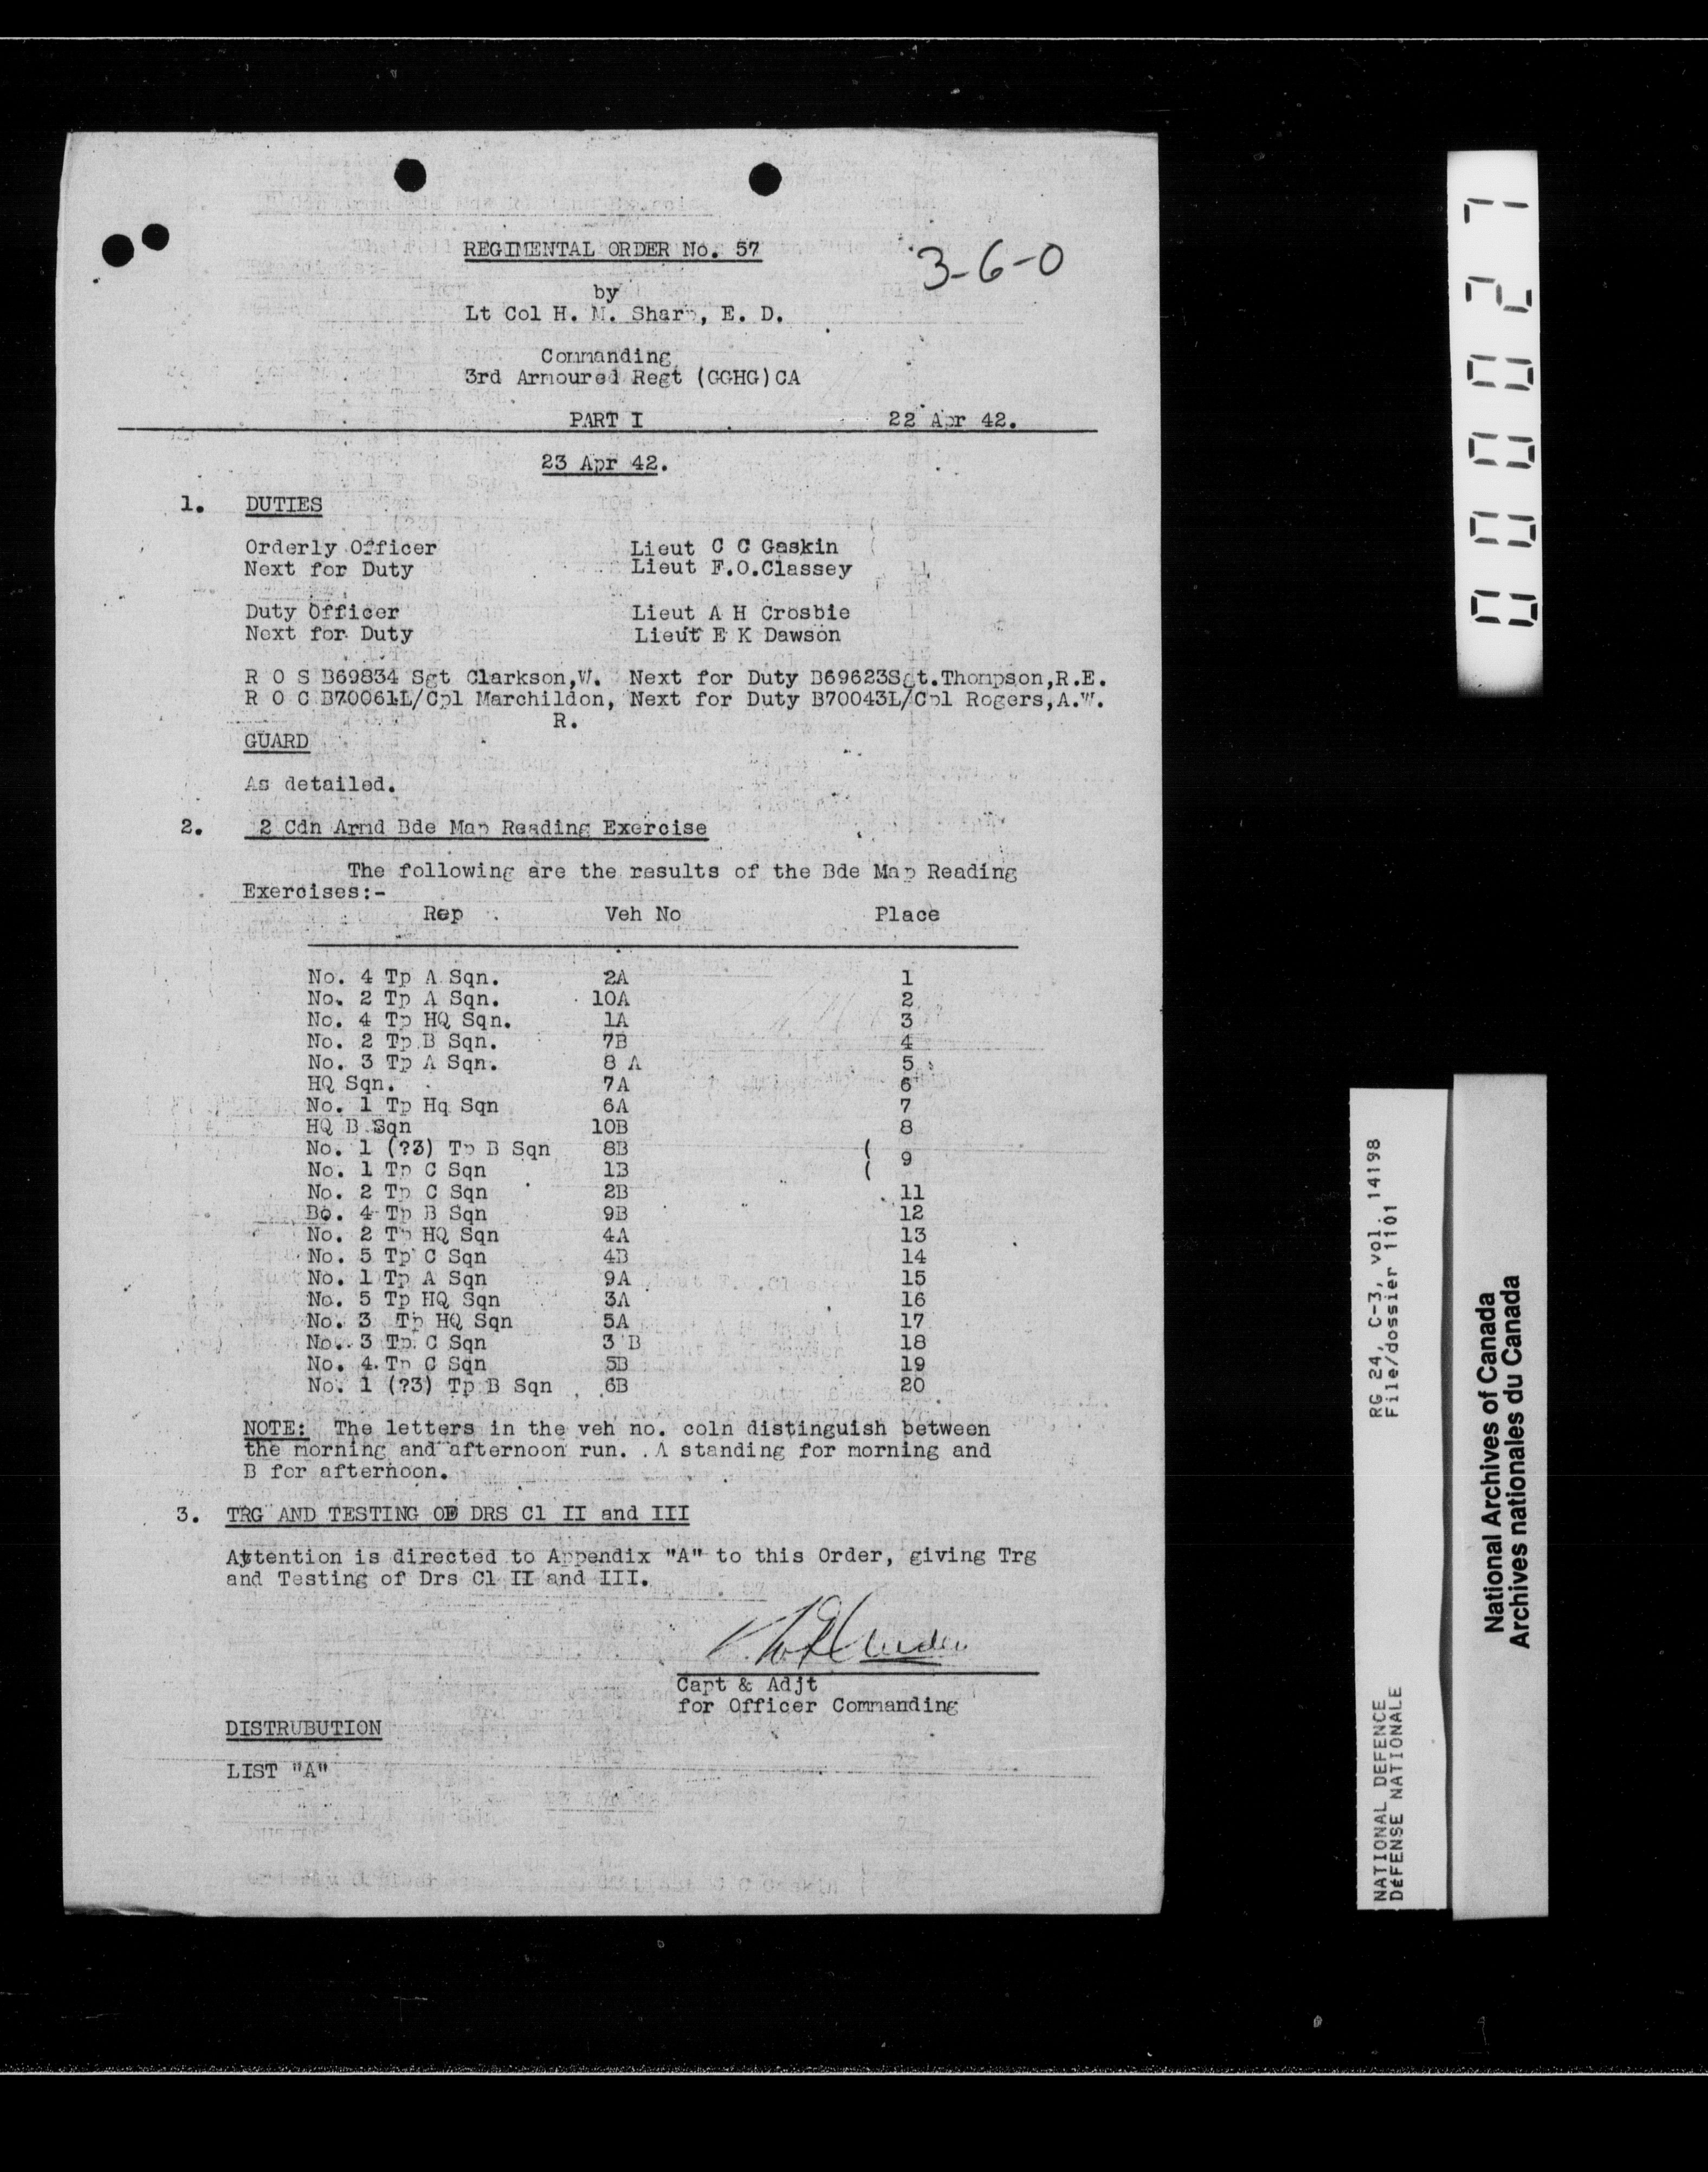 REGIMENTAL ORDER No. 57
3-6-0
by
Lt Col H. M. Sharp, E. D.
Commanding
3rd Armoured Regt (GGHG)CA
PART I 22 Apr 42.
23 Apr 42.
1. DUTIES
Orderly Officer Lieut C C Gaskin
Next for Duty Lieut F.O.Classey
Duty Officer Lieut A H Crosbie
Next for Duty Lieut E K Dawson
R O S B69834 Sgt Clarkson,W. Next for Duty B69623Sgt.Thompson,R.E.
R O C B70061L/Cpl Marchildon, Next for Duty B70043L/Cpl Rogers,A.W.
R.
GUARD
As detailed.
2. 2 Cdn Armd Bde Map Reading Exercise
The following are the results of the Bde Map Reading
Exercises:-
Rep Veh No Place
No. 4 Tp A Sqn. 2A 1
No. 2 Tp A Sqn. 10A 2
No. 4 Tp HQ Sqn. 1A 3
No. 2 Tp B Sqn. 7B 4
No. 3 Tp A Sqn. 8 A 5
HQ Sqn. 7A 6
No. 1 Tp Hq Sqn 6A 7
HQ B Sqn 10B 8
No. 1 (?3) Tp B Sqn 8B ( 9
No. 1 Tp C Sqn 1B (
No. 2 Tp C Sqn 2B 11
Bo. 4 Tp B Sqn 9B 12
No. 2 Tp HQ Sqn 4A 13
No. 5 Tp C Sqn 4B 14
No. 1 Tp A Sqn 9A 15
No. 5 Tp HQ Sqn 3A 16
No. 3 Tp HQ Sqn 5A 17
No. 3 Tp C Sqn 3 B 18
No. 4 Tp C Sqn 5B 19
No. 1 (?3) Tp B Sqn 6B 20
NOTE: The letters in the veh no. coln distinguish between
the morning and afternoon run. A standing for morning and
B for afternoon.
3. TRG AND TESTING OF DRS Cl II and III
Attention is directed to Appendix "A" to this Order, giving Trg
and Testing of Drs Cl II and III.
Capt & Adjt
for Officer Commanding
DISTRUBUTION
LIST "A"
000027
NATIONAL DEFENCE RG 24, C-3, vol. 14198
DÉFENSE NATIONALE File/dossier 1101
National Archives of Canada
Archives nationales du Canada